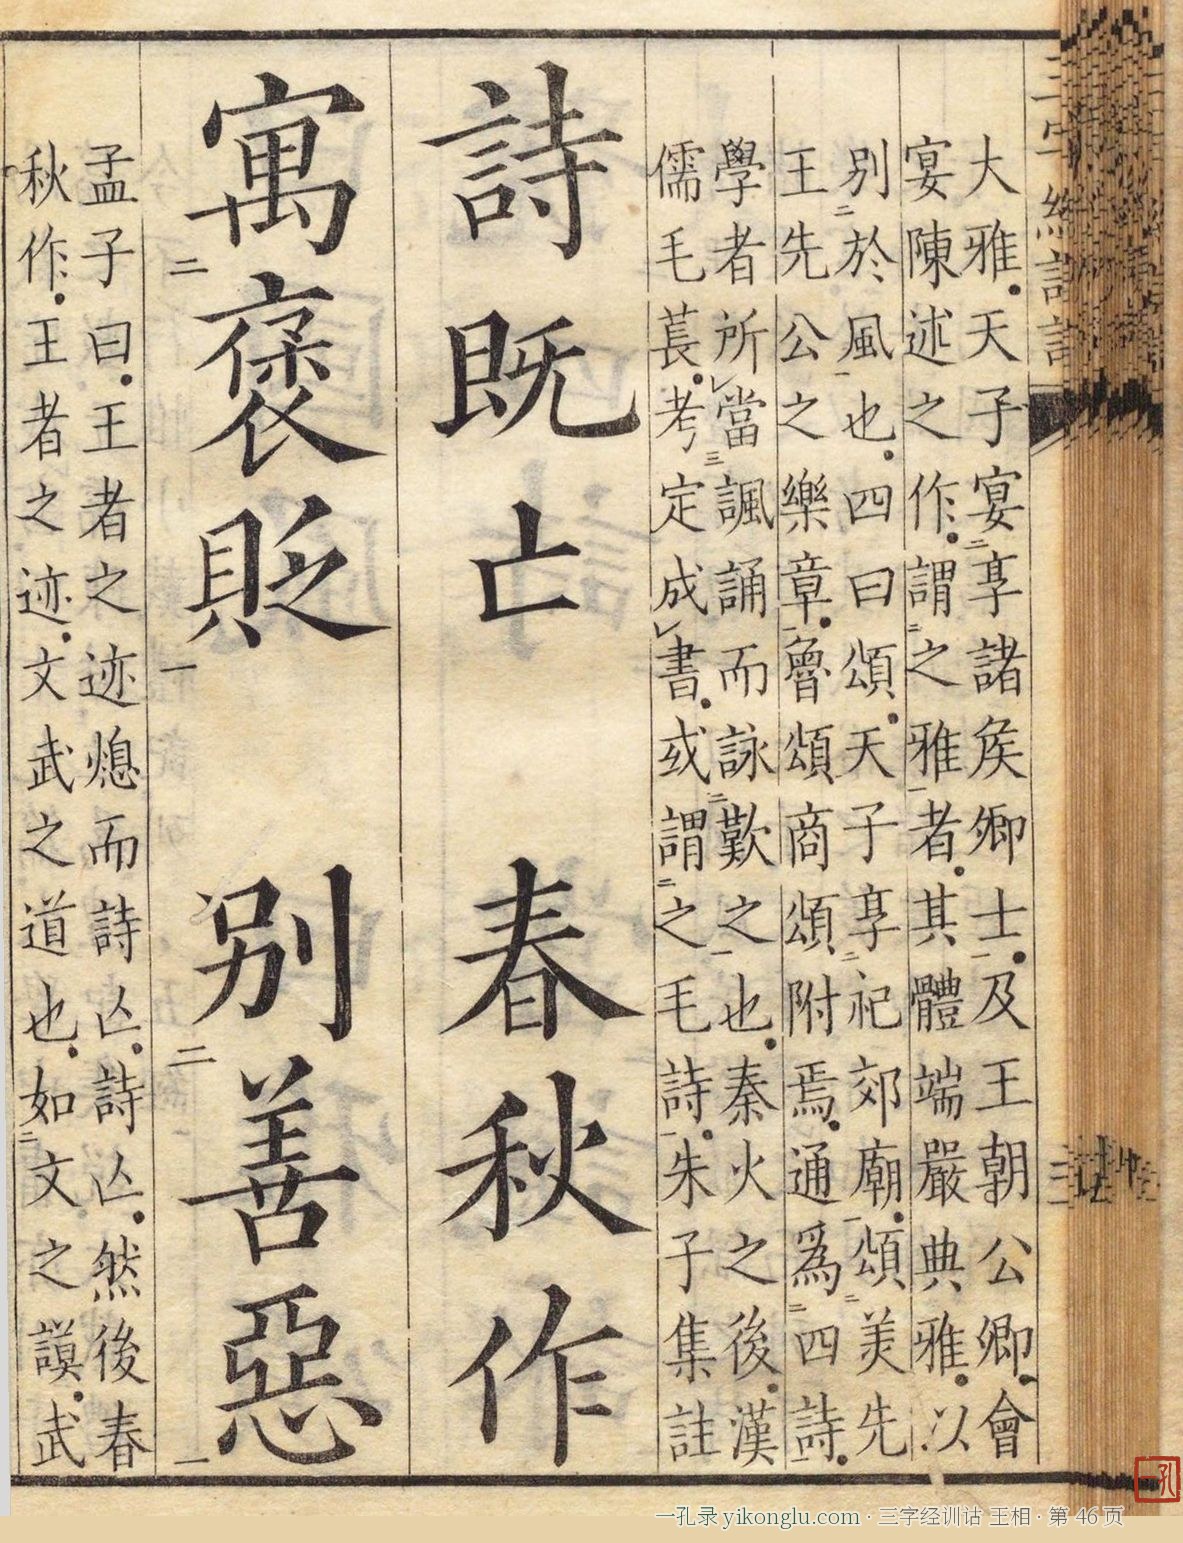 大雅天子宴享諸矦卿士及王朝公卿會
宴陳述之作謂之雅者其體端嚴典雅以
别於風也四曰頌天子享祀郊廟頌美先
王先公之樂章魯頌商頌附焉通爲四詩
學者所當諷誦而詠歎之也秦火之後漢
儒毛萇考定成書或謂之毛詩朱子集註
詩既亡 春秋作
寓褒貶 别善惡
孟子曰王者之迹熄而詩亾詩亾然後春
秋作王者之迹文武之道也如文之謨武
一孔录 yikonglu.com · 三字经训诂 王相 · 第 46 页